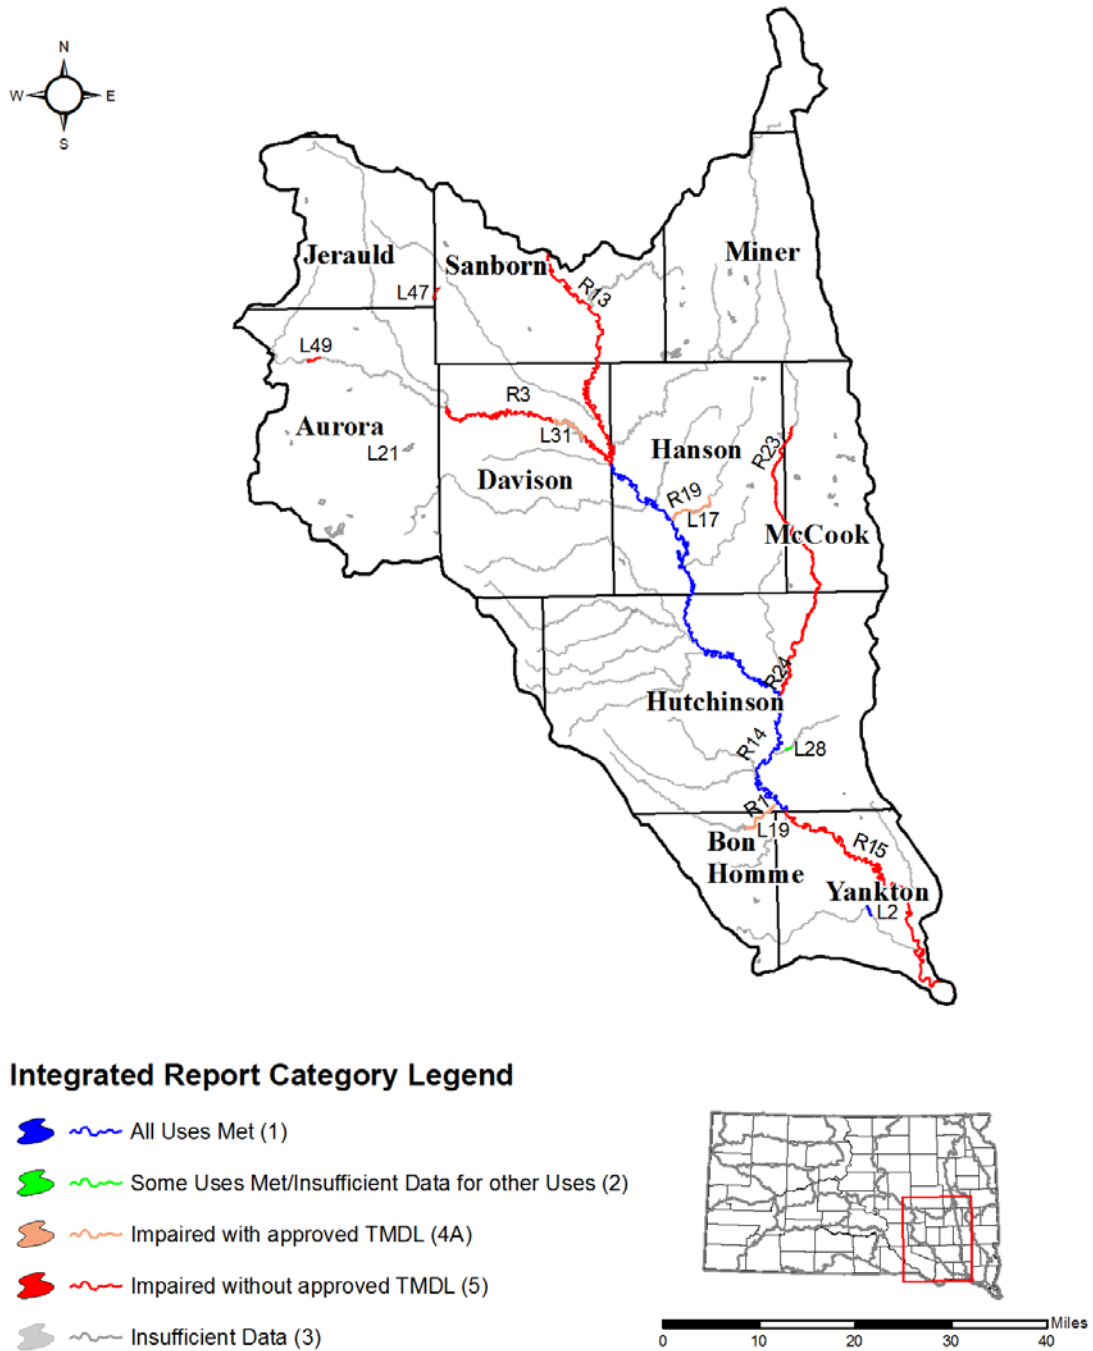 N
W E
S
Jerauld
Sanborn
Miner
R13
L47
L49
R3
Aurora
L31
L21
Hanson
R23
Davison
R19
L17
McCook
R24
Hutchinson
R14
L28
R1
L19
Bon
Homme
R15
Yankton
L2
Integrated Report Category Legend
All Uses Met (1)
Some Uses Met/Insufficient Data for other Uses (2)
Impaired with approved TMDL (4A)
Impaired without approved TMDL (5)
Insufficient Data (3)
Miles
0 10 20 30 40